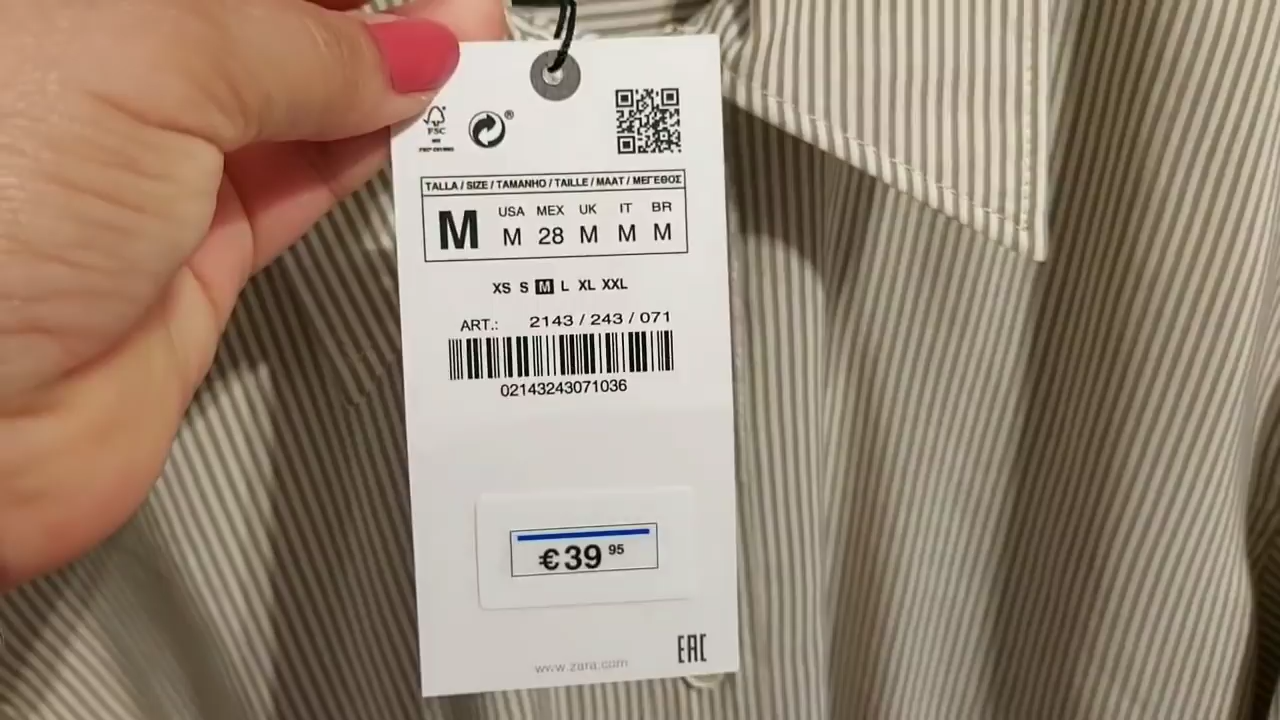 FSC
®
TALLA / SIZE / TAMANHO / TAILLE / MAAT / ΜΕΓΕΘΟΣ
M
USA MEX UK IT BR
M 28 M M M
XS S M L XL XXL
ART.: 2143 / 243 / 071
02143243071036
€39 95
EAC
www.zara.com